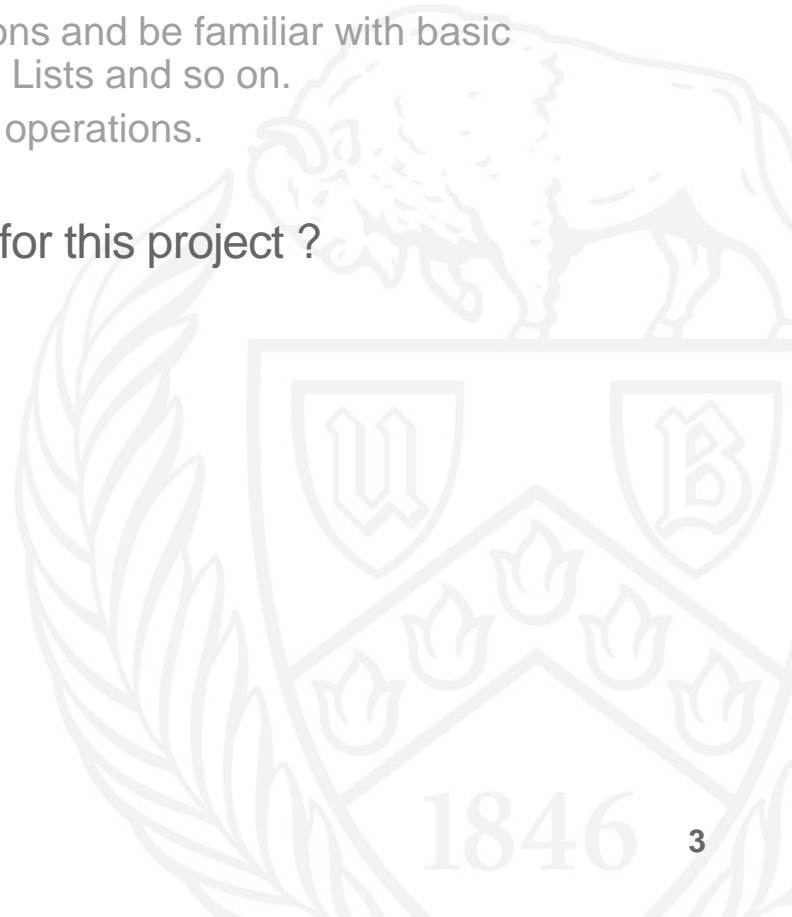 ons and be familiar with basic
Lists and so on.
operations.
for this project ?
U B
1846
3